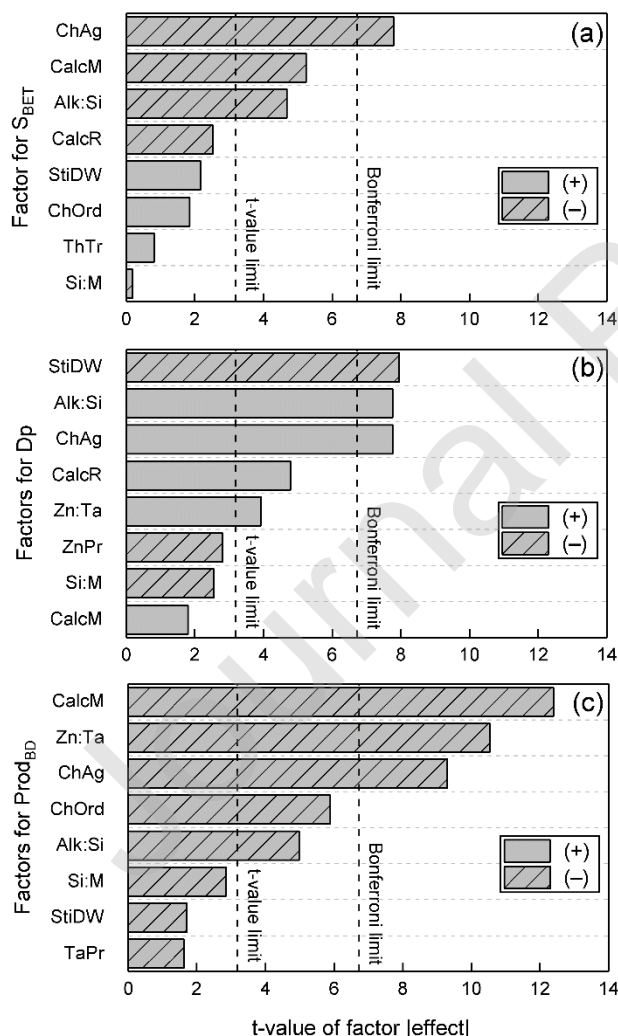 (a)
Factor for S_BET
ChAg
CalcM
Alk:Si
CalcR
StiDW
ChOrd
ThTr
Si:M
t-value limit
Bonferroni limit
(+)
(−)
0 2 4 6 8 10 12 14
(b)
Factors for Dp
StiDW
Alk:Si
ChAg
CalcR
Zn:Ta
ZnPr
Si:M
CalcM
t-value limit
Bonferroni limit
(+)
(−)
0 2 4 6 8 10 12 14
(c)
Factors for Prod_BD
CalcM
Zn:Ta
ChAg
ChOrd
Alk:Si
Si:M
StiDW
TaPr
t-value limit
Bonferroni limit
(+)
(−)
0 2 4 6 8 10 12 14
t-value of factor |effect|
Journal P